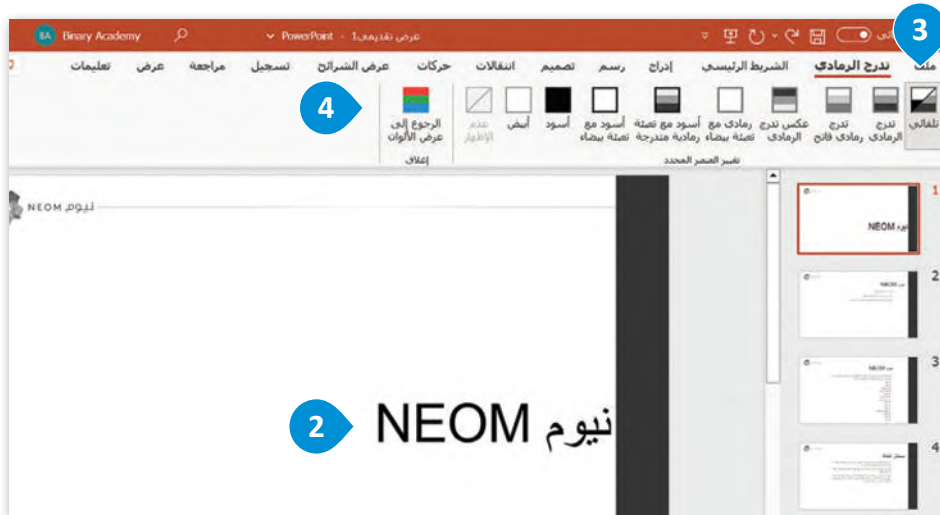 3
Binary Academy BA
عرض تقديمي1 - PowerPoint
ملف تدرج الرمادي الشريط الرئيسي إدراج رسم تصميم انتقالات حركات عرض الشرائح تسجيل مراجعة عرض تعليمات
4
تلقائي
تدرج الرمادي
تدرج رمادي فاتح
عكس تدرج الرمادي
رمادي مع تعبئة بيضاء
أسود مع تعبئة رمادية متدرجة
أسود مع تعبئة بيضاء
أسود
أبيض
عدم الإظهار
الرجوع إلى عرض الألوان
تغيير العنصر المحدد
إغلاق
نيوم NEOM
2
نيوم NEOM
1
نيوم NEOM
2
3
4